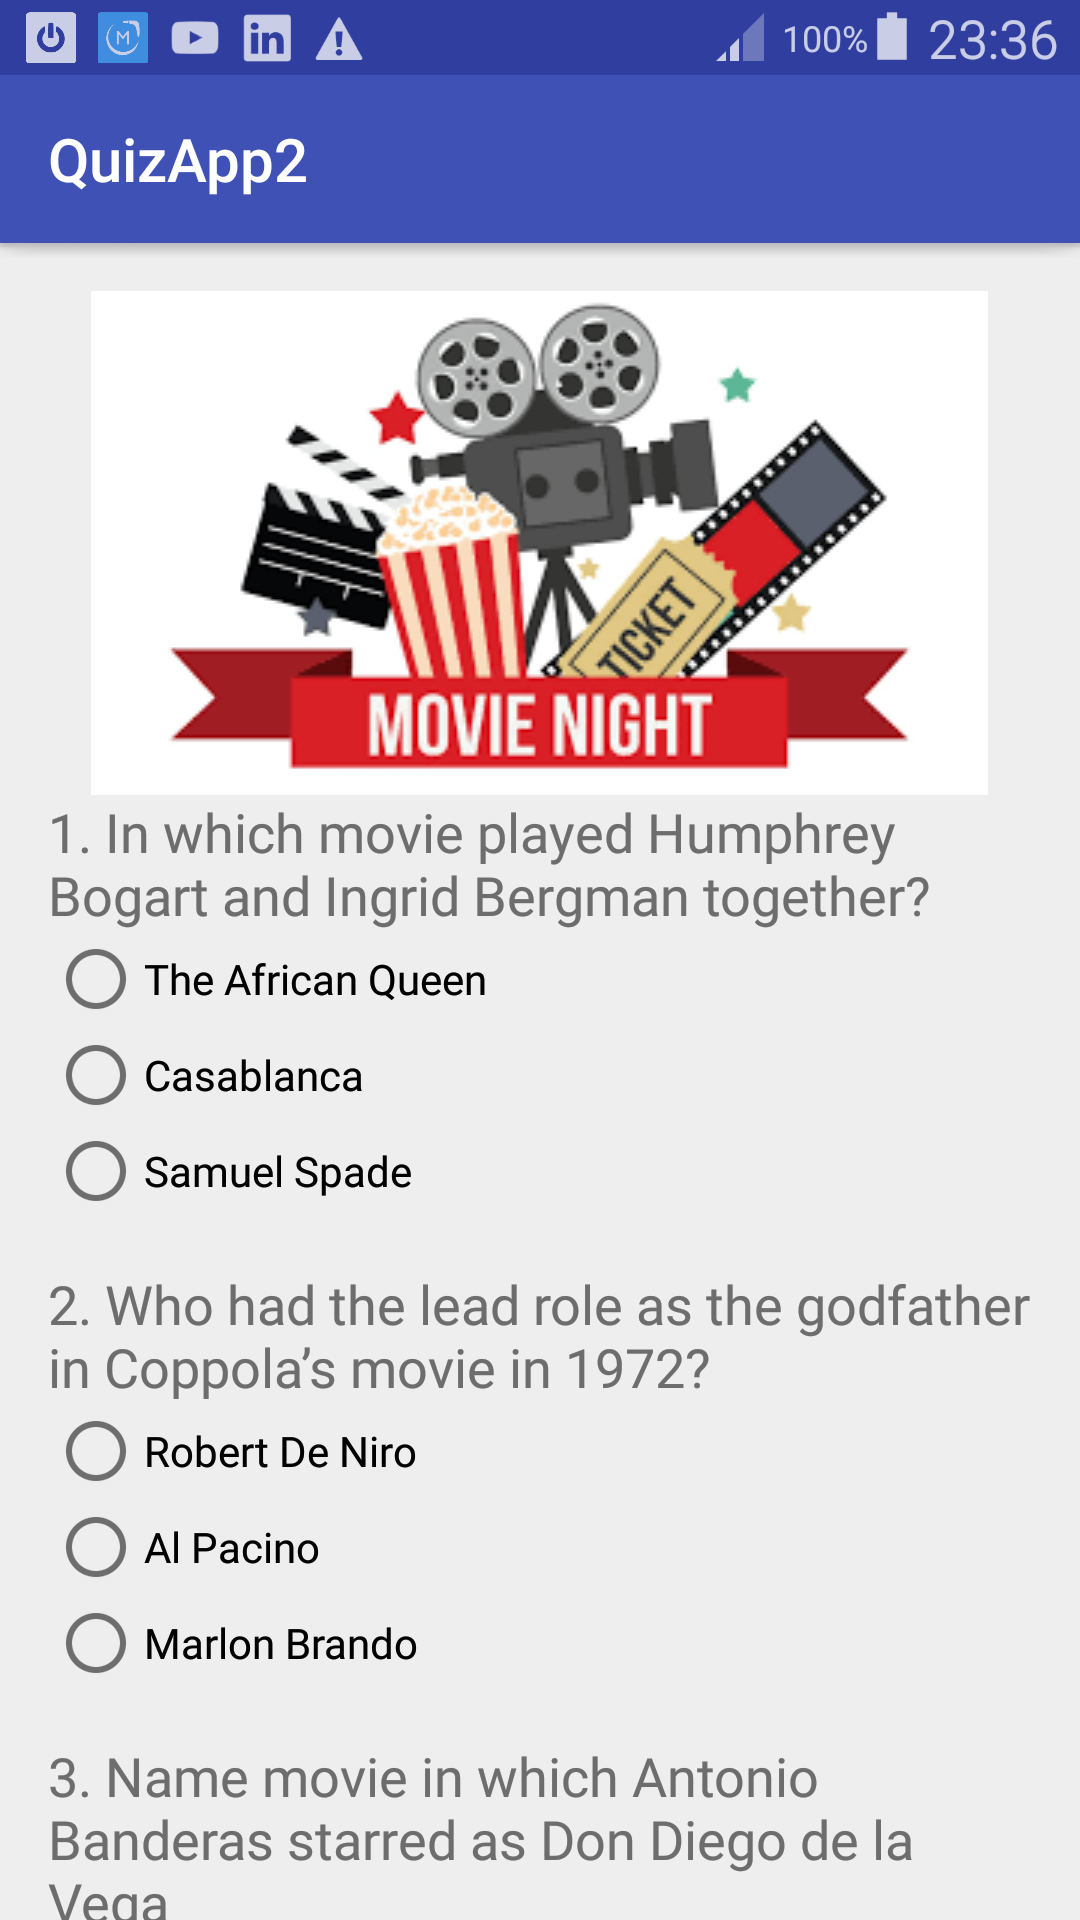 100% 23:36
QuizApp2
TICKET
MOVIE NIGHT
1. In which movie played Humphrey
Bogart and Ingrid Bergman together?
The African Queen
Casablanca
Samuel Spade
2. Who had the lead role as the godfather
in Coppola's movie in 1972?
Robert De Niro
Al Pacino
Marlon Brando
3. Name movie in which Antonio
Banderas starred as Don Diego de la
Vega